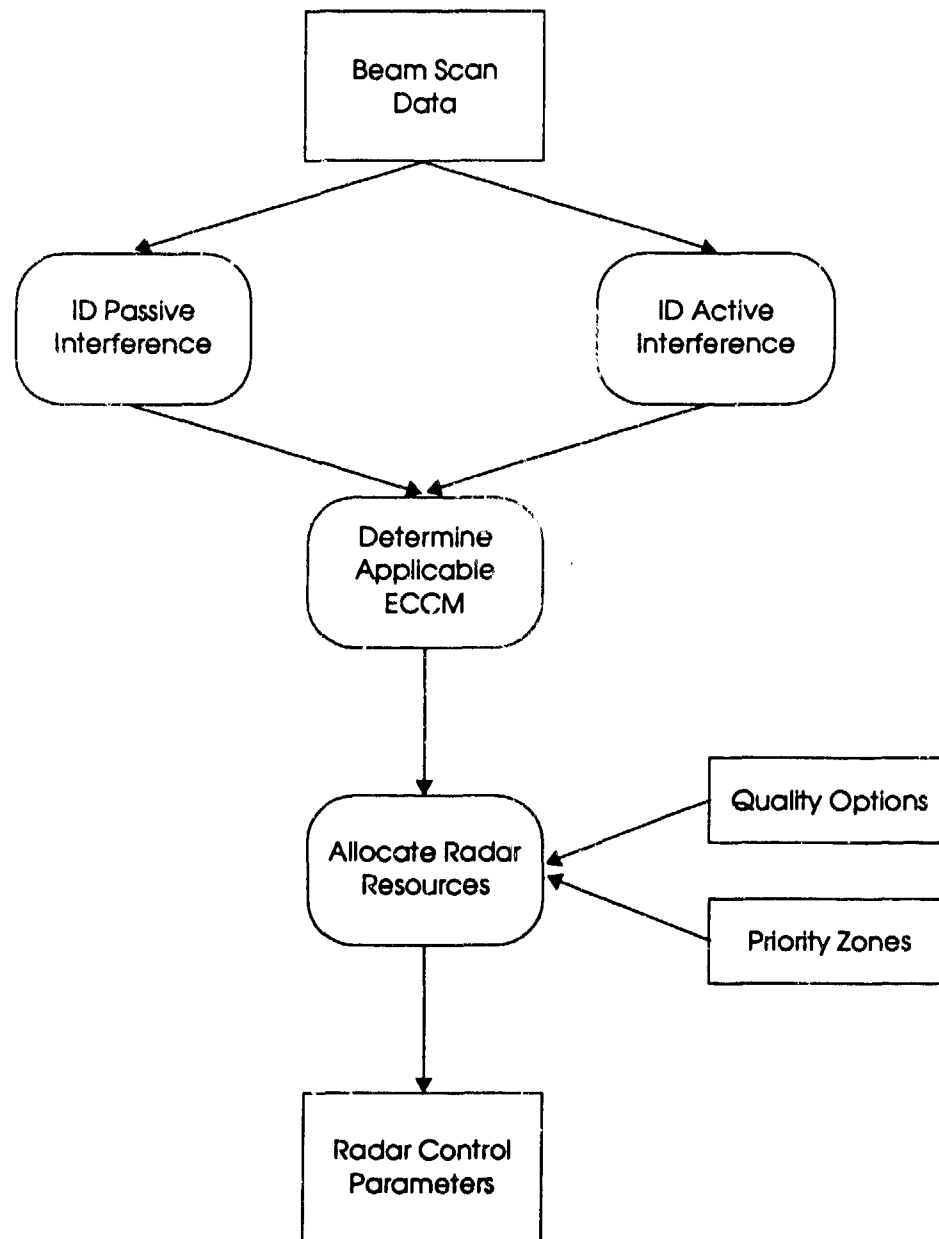 Beam Scan
Data
ID Passive
Interference
ID Active
Interference
Determine
Applicable
ECCM
Allocate Radar
Resources
Quality Options
Priority Zones
Radar Control
Parameters